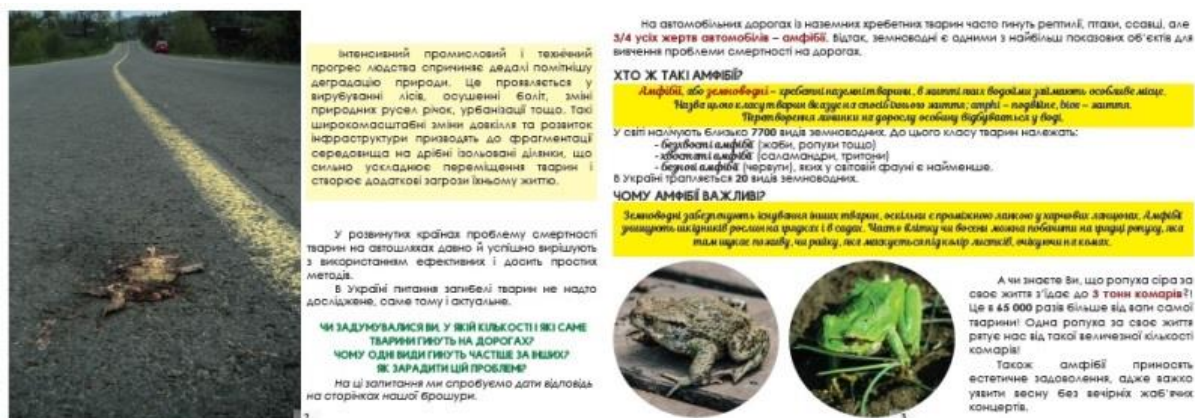 Інтенсивний промисловий і технічний
прогрес людства спричиняє дедалі помітнішу
деградацію природи. Це проявляється у
вирубуванні лісів, осушенні боліт, зміні
природних русел річок, урбанізації тощо. Такі
широкомасштабні зміни довкілля та розвиток
інфраструктури призводять до фрагментації
середовища на дрібні ізольовані ділянки, що
сильно ускладнює переміщення тварин і
створює додаткові загрози їхньому життю.
У розвинутих країнах проблему смертності
тварин на автошляхах давно й успішно вирішують
з використанням ефективних і досить простих
методів.
В Україні питання загибелі тварин не надто
досліджене, саме тому і актуальне.
ЧИ ЗАДУМУВАЛИСЯ ВИ, У ЯКІЙ КІЛЬКОСТІ І ЯКІ САМЕ
ТВАРИНИ ГИНУТЬ НА ДОРОГАХ?
ЧОМУ ОДНІ ВИДИ ГИНУТЬ ЧАСТІШЕ ЗА ІНШИХ?
ЯК ЗАРАДИТИ ЦІЙ ПРОБЛЕМІ?
На ці запитання ми спробуємо дати відповідь
на сторінках нашої брошури.
2
На автомобільних дорогах із наземних хребетних тварин часто гинуть рептилії, птахи, ссавці, але
3/4 усіх жертв автомобілів – амфібії. Відтак, земноводні є одними з найбільш показових об'єктів для
вивчення проблеми смертності на дорогах.
ХТО Ж ТАКІ АМФІБІЇ?
Амфібії, або земноводні – хребетні наземні тварини, в житті яких водойми займають особливе місце.
Назва цього класу тварин вказує на спосіб їхнього життя: amphi – подвійне, bios – життя.
Перетворення личинки на дорослу особину відбувається у воді.
У світі налічують близько 7700 видів земноводних. До цього класу тварин належать:
- безхвості амфібії (жаби, ропухи тощо)
- хвостаті амфібії (саламандри, тритони)
- безногі амфібії (червуги), яких у світовій фауні є найменше.
В Україні трапляється 20 видів земноводних.
ЧОМУ АМФІБІЇ ВАЖЛИВІ?
Земноводні забезпечують існування інших тварин, оскільки є проміжною ланкою у харчових ланцюгах. Амфібії
знищують шкідників рослин на грядках і в садах. Часто влітку чи восени можна побачити на грядці ропуху, яка
там шукає поживу, чи райку, яка маскується під колір листків, очікуючи на комах.
А чи знаєте Ви, що ропуха сіра за
своє життя з'їдає до 3 тонн комарів?!
Це в 65 000 разів більше від ваги самої
тварини! Одна ропуха за своє життя
рятує нас від такої величезної кількості
комарів!
Також амфібії приносять
естетичне задоволення, адже важко
уявити весну без вечірніх жаб'ячих
концертів.
3